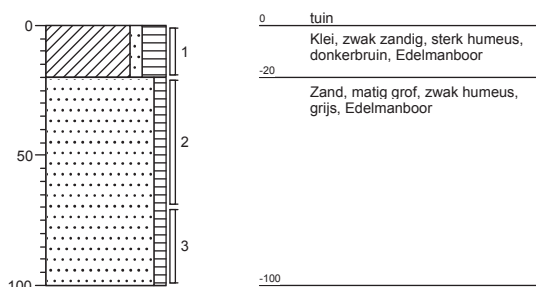 0
0 tuin
Klei, zwak zandig, sterk humeus,
donkerbruin, Edelmanboor
1
-20
Zand, matig grof, zwak humeus,
grijs, Edelmanboor
2
50
3
100
-100